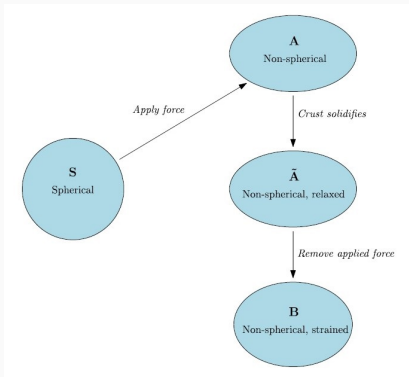 A
Non-spherical
Apply force
Crust solidifies
S
Spherical
Ã
Non-spherical, relaxed
Remove applied force
B
Non-spherical, strained